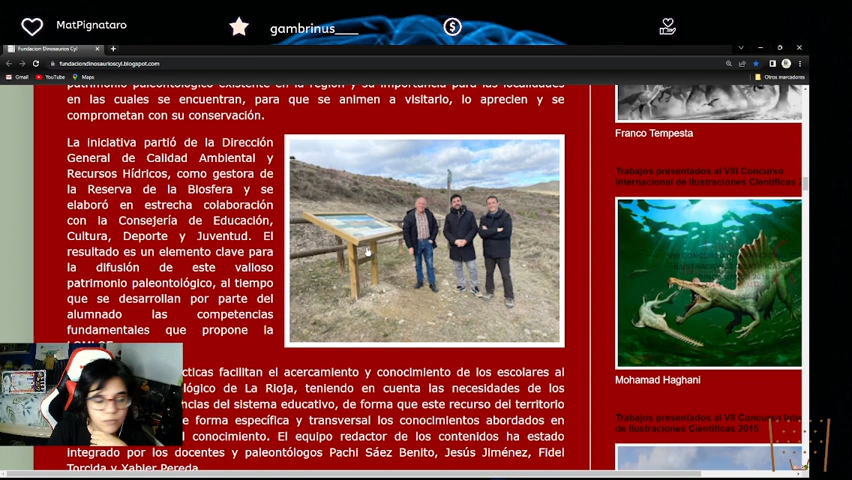 MatPignataro
gambrinus____
Fundacion Dinosaurios Cyl
fundaciondinosaurioscyl.blogspot.com
Gmail
YouTube
Maps
Otros marcadores
patrimonio paleontológico existente en la región y su importancia para las localidades
en las cuales se encuentran, para que se animen a visitarlo, lo aprecien y se
comprometan con su conservación.
La iniciativa partió de la Dirección
General de Calidad Ambiental y
Recursos Hídricos, como gestora de
la Reserva de la Biosfera y se
elaboró en estrecha colaboración
con la Consejería de Educación,
Cultura, Deporte y Juventud. El
resultado es un elemento clave para
la difusión de este valioso
patrimonio paleontológico, al tiempo
que se desarrollan por parte del
alumnado las competencias
fundamentales que propone la
cticas facilitan el acercamiento y conocimiento de los escolares al
lógico de La Rioja, teniendo en cuenta las necesidades de los
ncias del sistema educativo, de forma que este recurso del territorio
e forma específica y transversal los conocimientos abordados en
l conocimiento. El equipo redactor de los contenidos ha estado
integrado por los docentes y paleontólogos Pachi Sáez Benito, Jesús Jiménez, Fidel
Torcida y Xabier Pereda.
Franco Tempesta
Trabajos presentados al VIII Concurso
Internacional de Ilustraciones Científicas
Mohamad Haghani
Trabajos presentados al VII Concurso
de Ilustraciones Científicas 2015